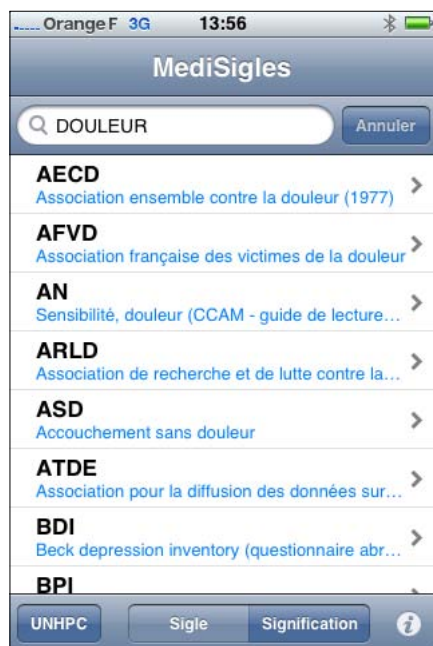 Orange F 3G 13:56
MediSigles
DOULEUR Annuler
AECD
Association ensemble contre la douleur (1977)
AFVD
Association française des victimes de la douleur
AN
Sensibilité, douleur (CCAM - guide de lecture...
ARLD
Association de recherche et de lutte contre la...
ASD
Accouchement sans douleur
ATDE
Association pour la diffusion des données sur...
BDI
Beck depression inventory (questionnaire abr...
BPI
UNHPC Sigle Signification